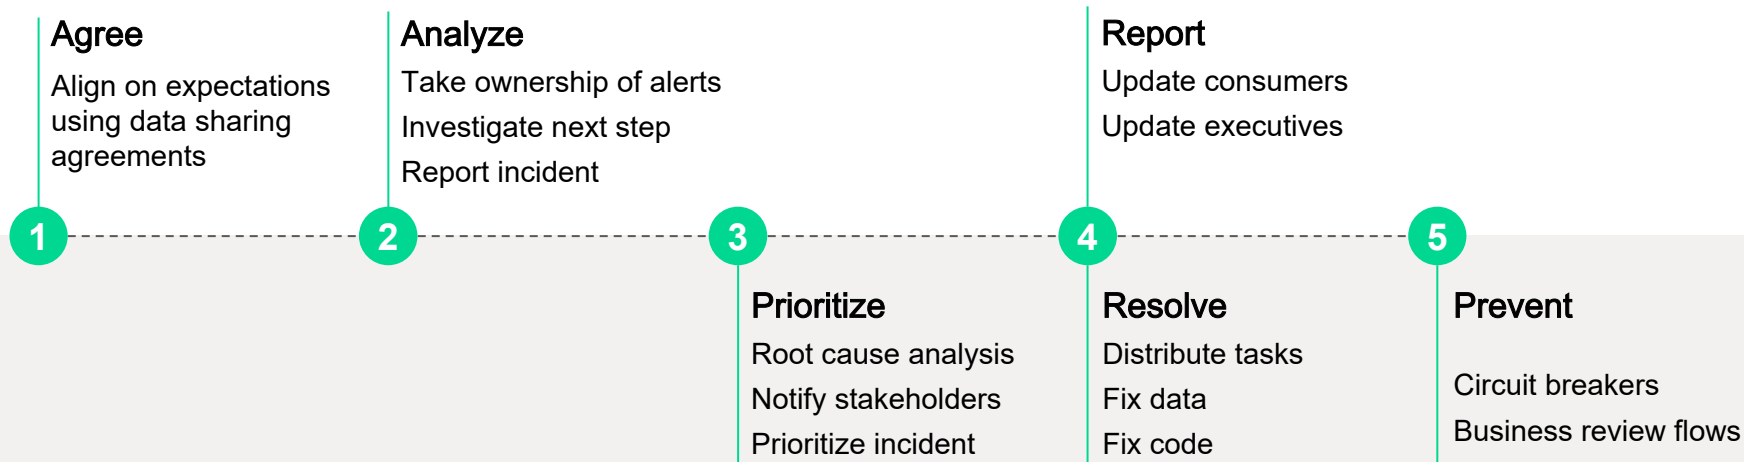 Agree
Align on expectations
using data sharing
agreements
Analyze
Take ownership of alerts
Investigate next step
Report incident
Report
Update consumers
Update executives
1
2
3
4
5
Prioritize
Root cause analysis
Notify stakeholders
Prioritize incident
Resolve
Distribute tasks
Fix data
Fix code
Prevent
Circuit breakers
Business review flows